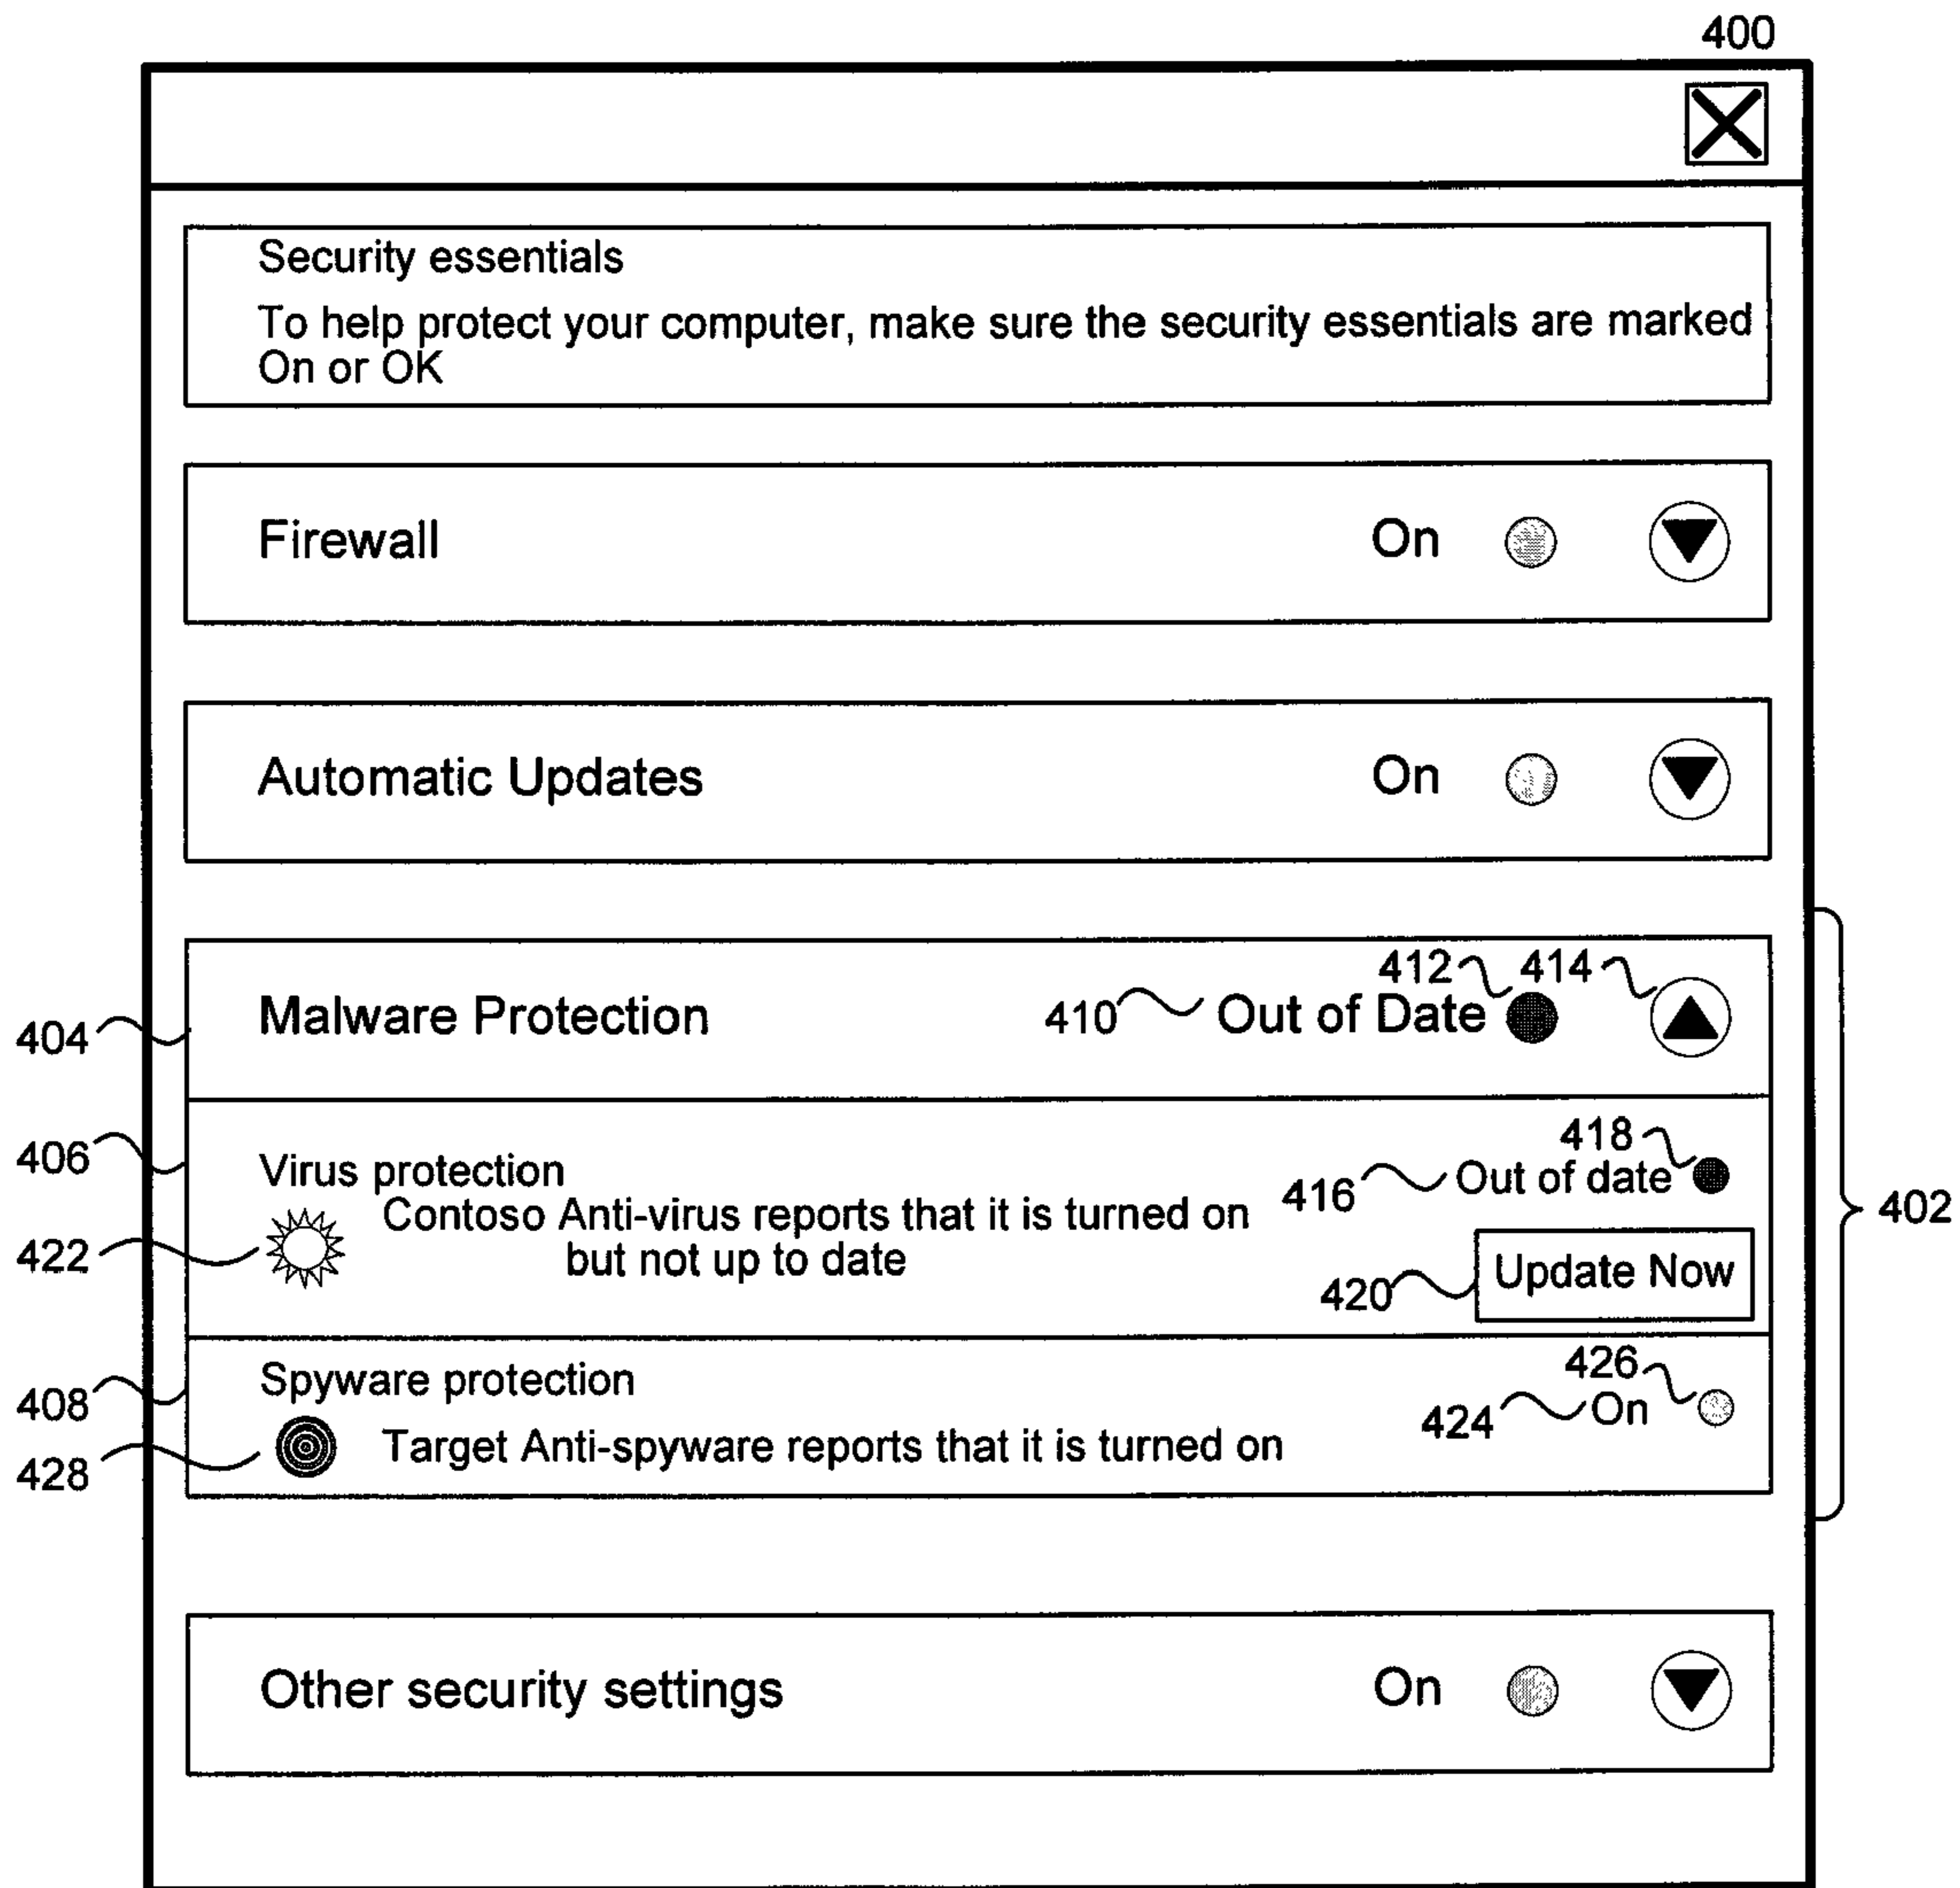 400
Security essentials
To help protect your computer, make sure the security essentials are marked
On or OK
Firewall On
Automatic Updates On
412 414
404 Malware Protection 410 Out of Date
406 Virus protection 418
416 Out of date
Contoso Anti-virus reports that it is turned on
but not up to date
402
422
420 Update Now
408 Spyware protection 426
424 On
428 Target Anti-spyware reports that it is turned on
Other security settings On